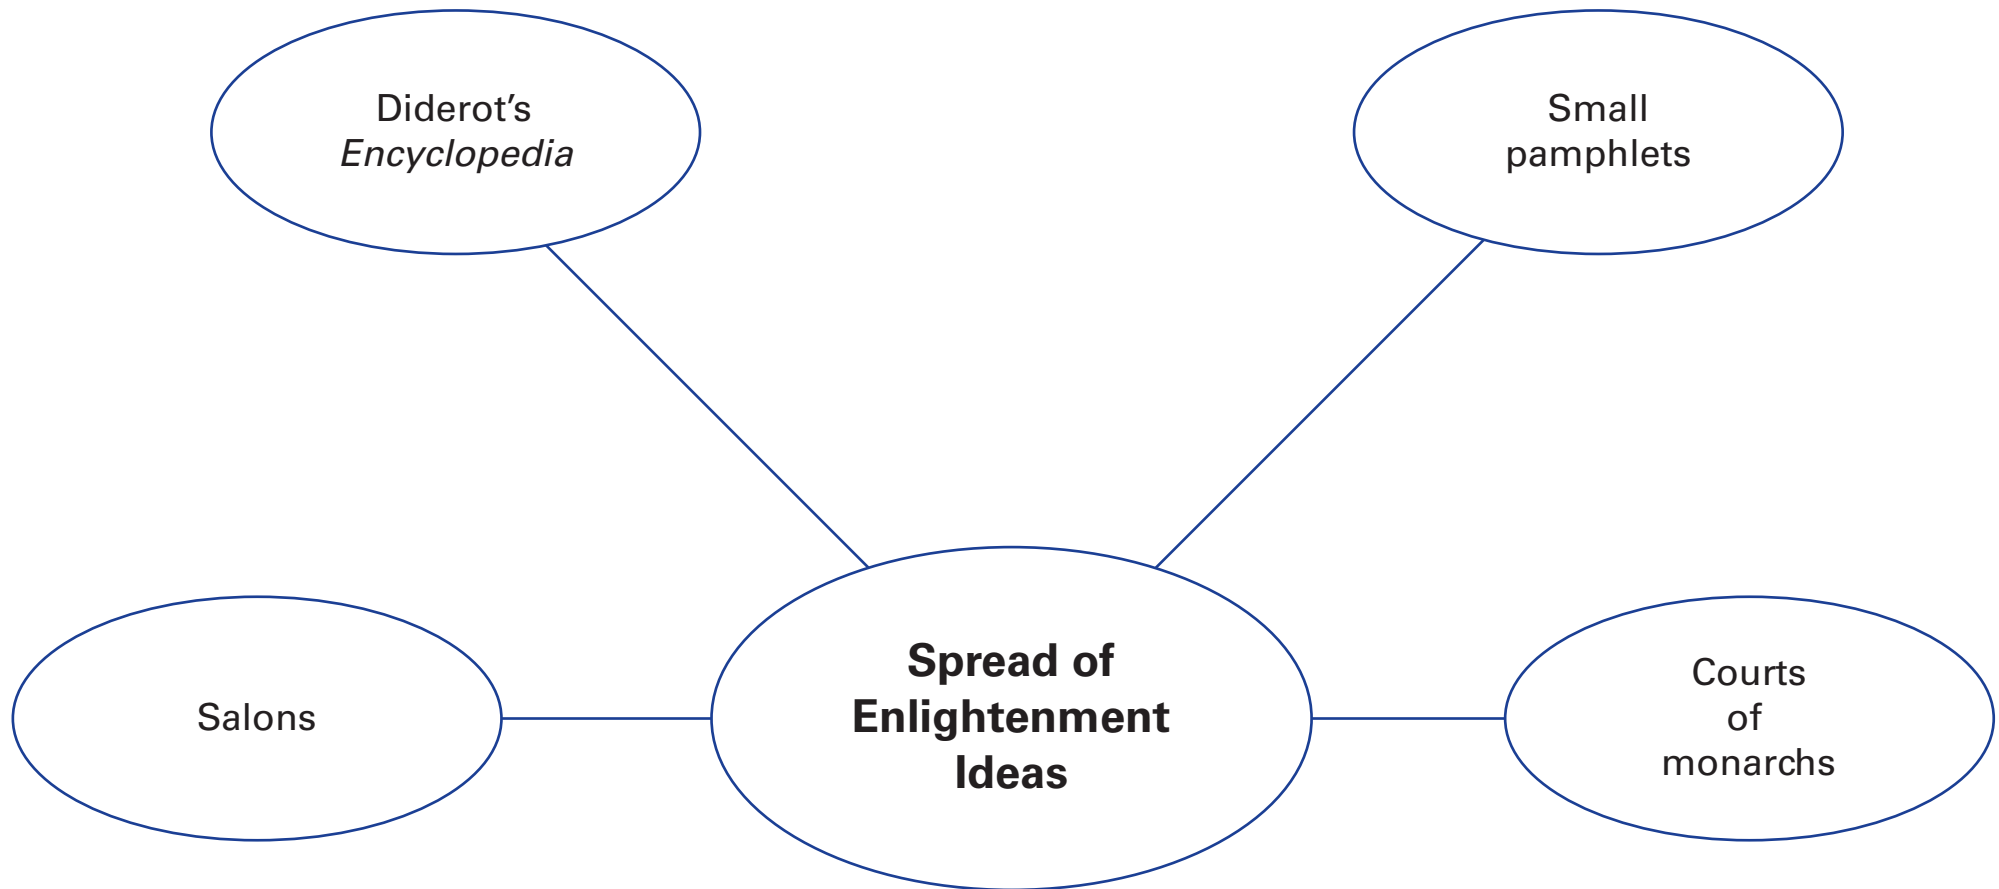 Diderot’s
Encyclopedia
Small
pamphlets
Salons
Spread of
Enlightenment
Ideas
Courts
of
monarchs